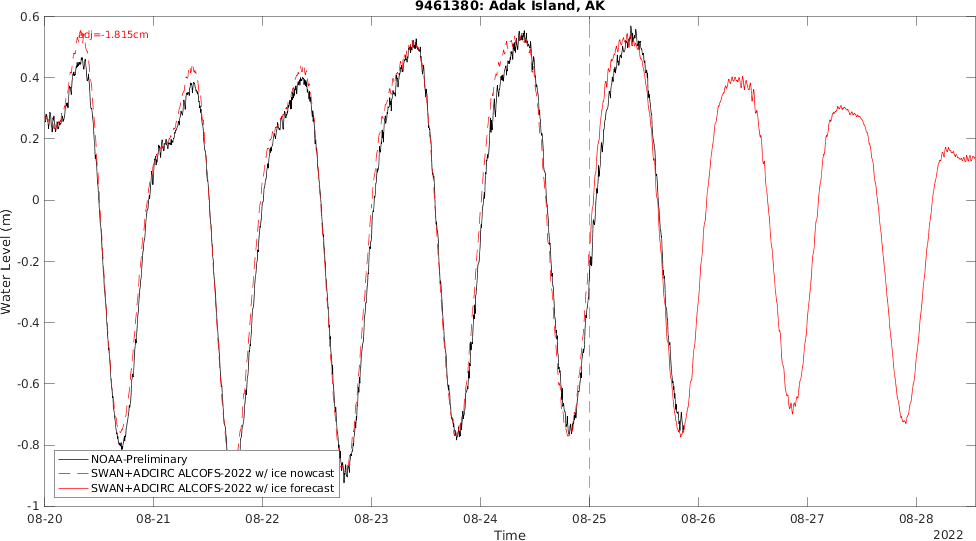 9461380: Adak Island, AK
adj=-1.815cm
0.6
0.4
0.2
0
-0.2
-0.4
-0.6
-0.8
-1
Water Level (m)
NOAA-Preliminary
SWAN+ADCIRC ALCOFS-2022 w/ ice nowcast
SWAN+ADCIRC ALCOFS-2022 w/ ice forecast
08-20 08-21 08-22 08-23 08-24 08-25 08-26 08-27 08-28
Time
2022